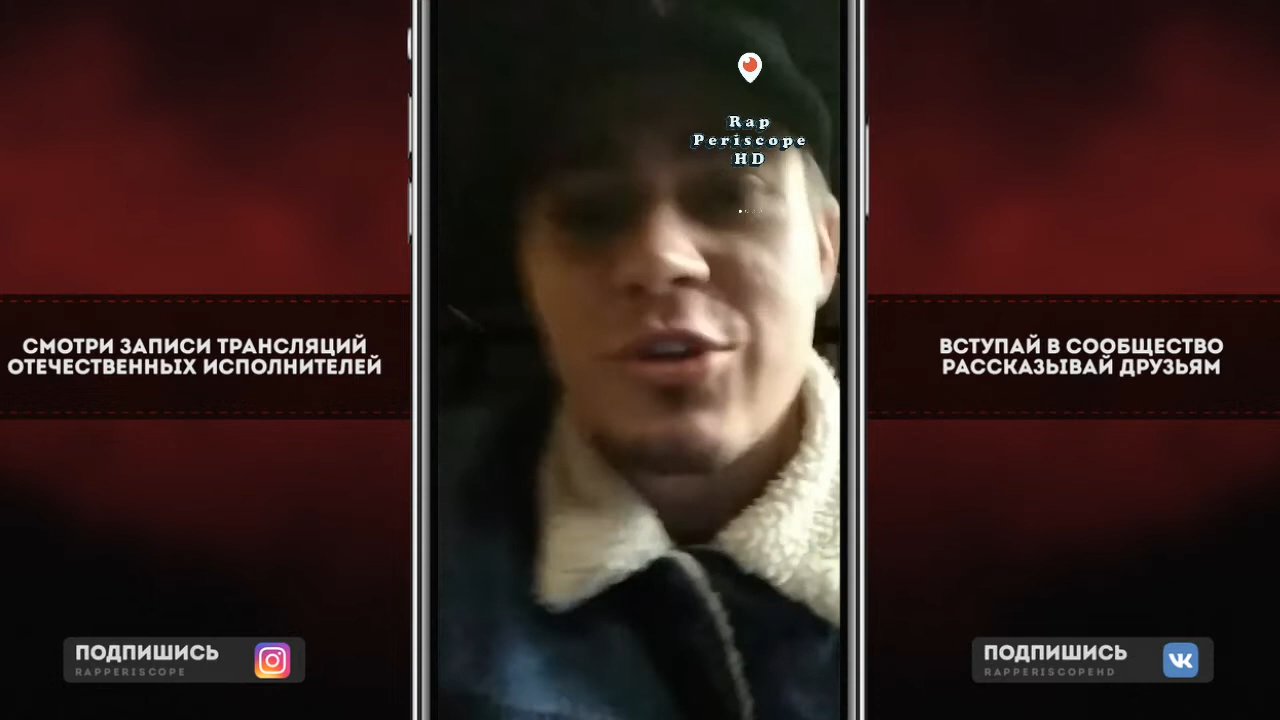 Rap
Periscope
HD
СМОТРИ ЗАПИСИ ТРАНСЛЯЦИЙ
ОТЕЧЕСТВЕННЫХ ИСПОЛНИТЕЛЕЙ
ВСТУПАЙ В СООБЩЕСТВО
РАССКАЗЫВАЙ ДРУЗЬЯМ
ПОДПИШИСЬ
RAPPERISCOPE
ПОДПИШИСЬ
RAPPERISCOPEHD